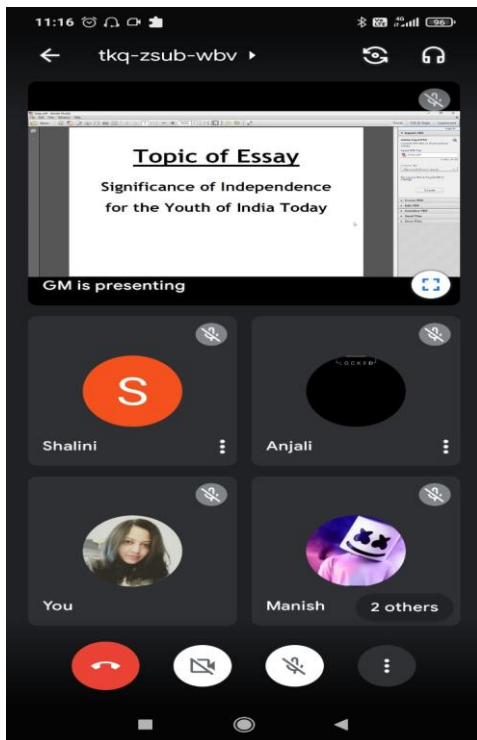 11:16
96
tkq-zsub-wbv
Topic of Essay
Significance of Independence
for the Youth of India Today
GM is presenting
S
Shalini
LOCKED
Anjali
You
Manish
2 others